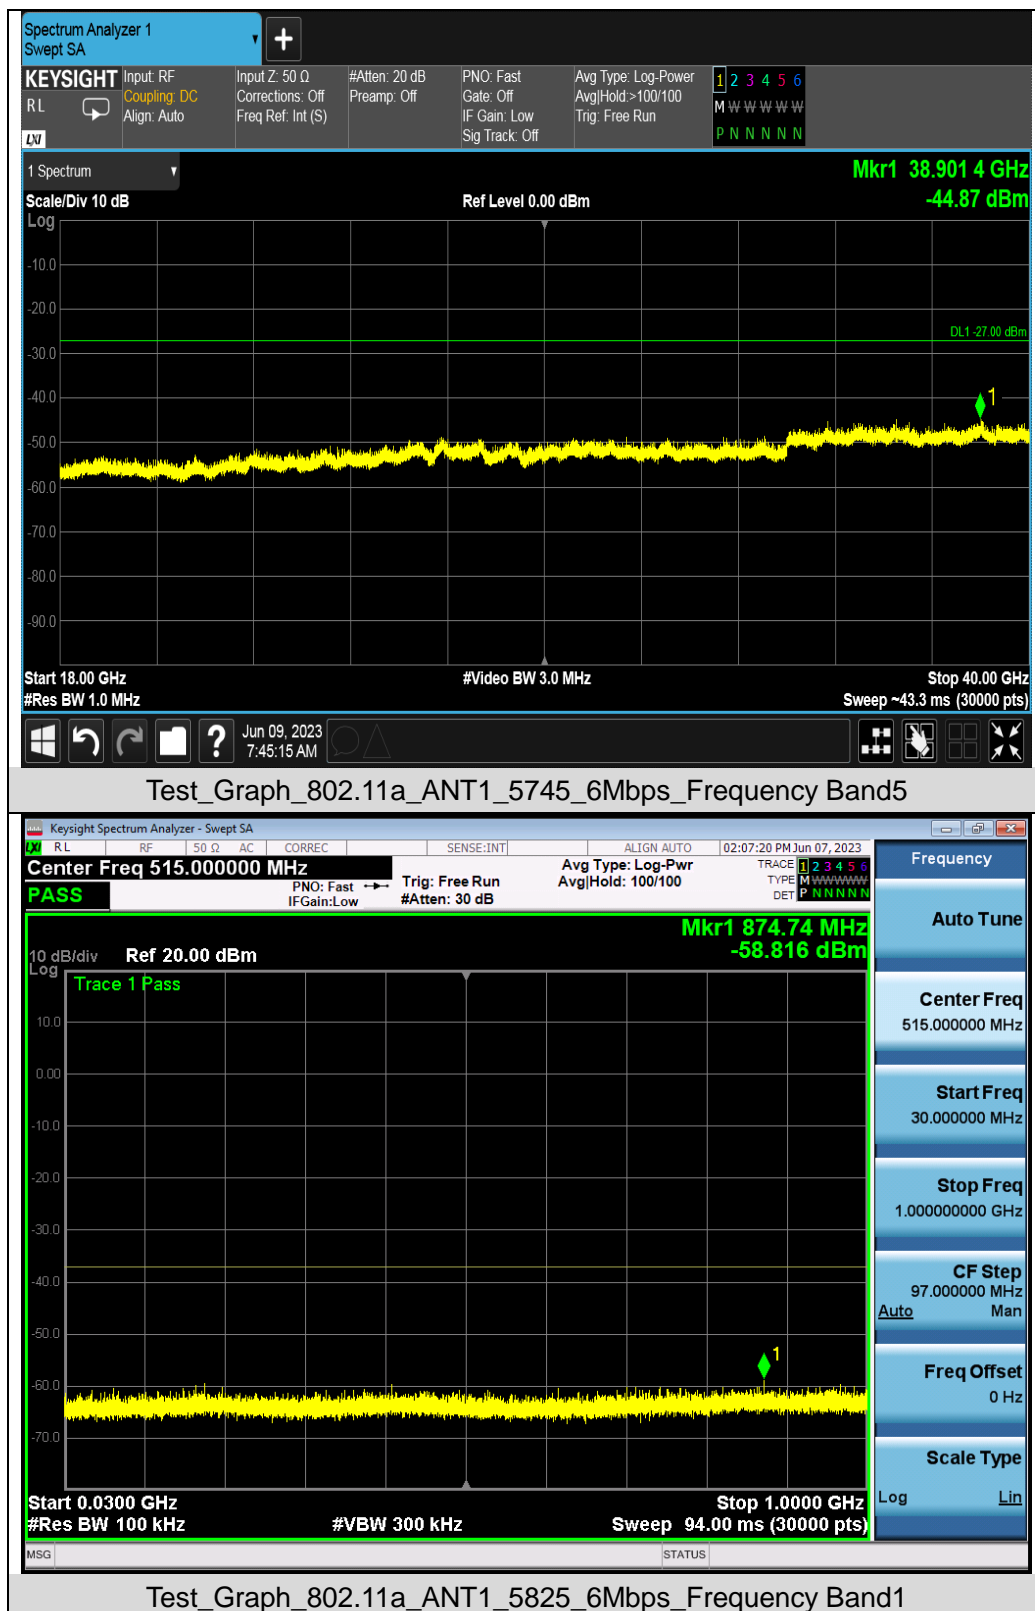 Spectrum Analyzer 1
Swept SA
KEYSIGHT Input: RF Input Z: 50 Ω #Atten: 20 dB PNO: Fast Avg Type: Log-Power 1 2 3 4 5 6
RL Coupling: DC Corrections: Off Preamp: Off Gate: Off Avg|Hold:>100/100 M W W W W W
Align: Auto Freq Ref: Int (S) IF Gain: Low Trig: Free Run
LXI Sig Track: Off P N N N N N
1 Spectrum Mkr1 38.901 4 GHz
Scale/Div 10 dB Ref Level 0.00 dBm -44.87 dBm
Log
-10.0
-20.0
DL1 -27.00 dBm
-30.0
-40.0
1
-50.0
-60.0
-70.0
-80.0
-90.0
Start 18.00 GHz #Video BW 3.0 MHz Stop 40.00 GHz
#Res BW 1.0 MHz Sweep ~43.3 ms (30000 pts)
Jun 09, 2023
7:45:15 AM
Test_Graph_802.11a_ANT1_5745_6Mbps_Frequency Band5
Keysight Spectrum Analyzer - Swept SA
LXI RL RF 50 Ω AC CORREC SENSE:INT ALIGN AUTO 02:07:20 PM Jun 07, 2023
Center Freq 515.000000 MHz Avg Type: Log-Pwr TRACE 1 2 3 4 5 6
PNO: Fast Trig: Free Run Avg|Hold: 100/100 TYPE M W W W W W
PASS IFGain:Low #Atten: 30 dB DET P N N N N N
Mkr1 874.74 MHz
10 dB/div Ref 20.00 dBm -58.816 dBm
Log
Trace 1 Pass
10.0
0.00
-10.0
-20.0
-30.0
-40.0
-50.0
1
-60.0
-70.0
Start 0.0300 GHz Stop 1.0000 GHz
#Res BW 100 kHz #VBW 300 kHz Sweep 94.00 ms (30000 pts)
MSG STATUS
Frequency
Auto Tune
Center Freq
515.000000 MHz
Start Freq
30.000000 MHz
Stop Freq
1.000000000 GHz
CF Step
97.000000 MHz
Auto Man
Freq Offset
0 Hz
Scale Type
Log Lin
Test_Graph_802.11a_ANT1_5825_6Mbps_Frequency Band1